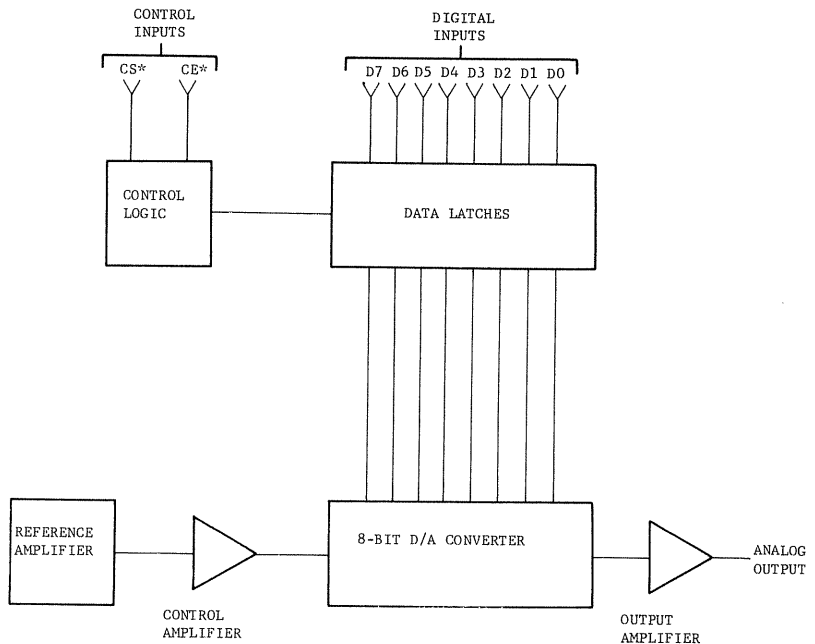 CONTROL
INPUTS
DIGITAL
INPUTS
CS* CE*
D7 D6 D5 D4 D3 D2 D1 D0
CONTROL
LOGIC
DATA LATCHES
REFERENCE
AMPLIFIER
CONTROL
AMPLIFIER
8-BIT D/A CONVERTER
OUTPUT
AMPLIFIER
ANALOG
OUTPUT